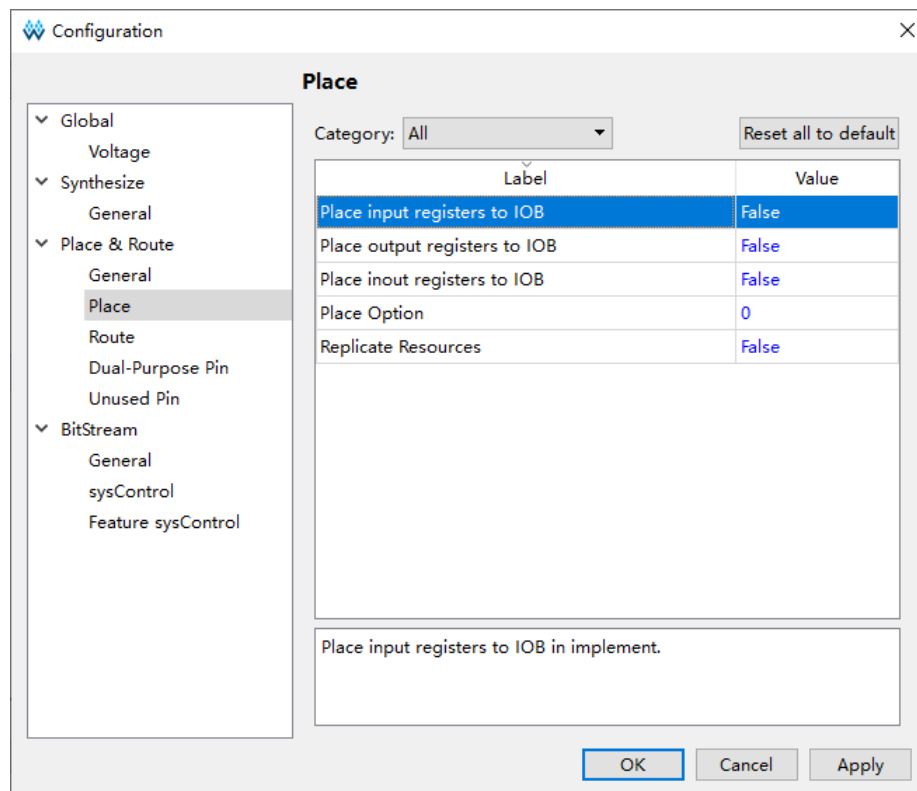 Configuration
Place
Global
Voltage
Synthesize
General
Place & Route
General
Place
Route
Dual-Purpose Pin
Unused Pin
BitStream
General
sysControl
Feature sysControl
Category: All Reset all to default
Label Value
Place input registers to IOB False
Place output registers to IOB False
Place inout registers to IOB False
Place Option 0
Replicate Resources False
Place input registers to IOB in implement.
OK Cancel Apply